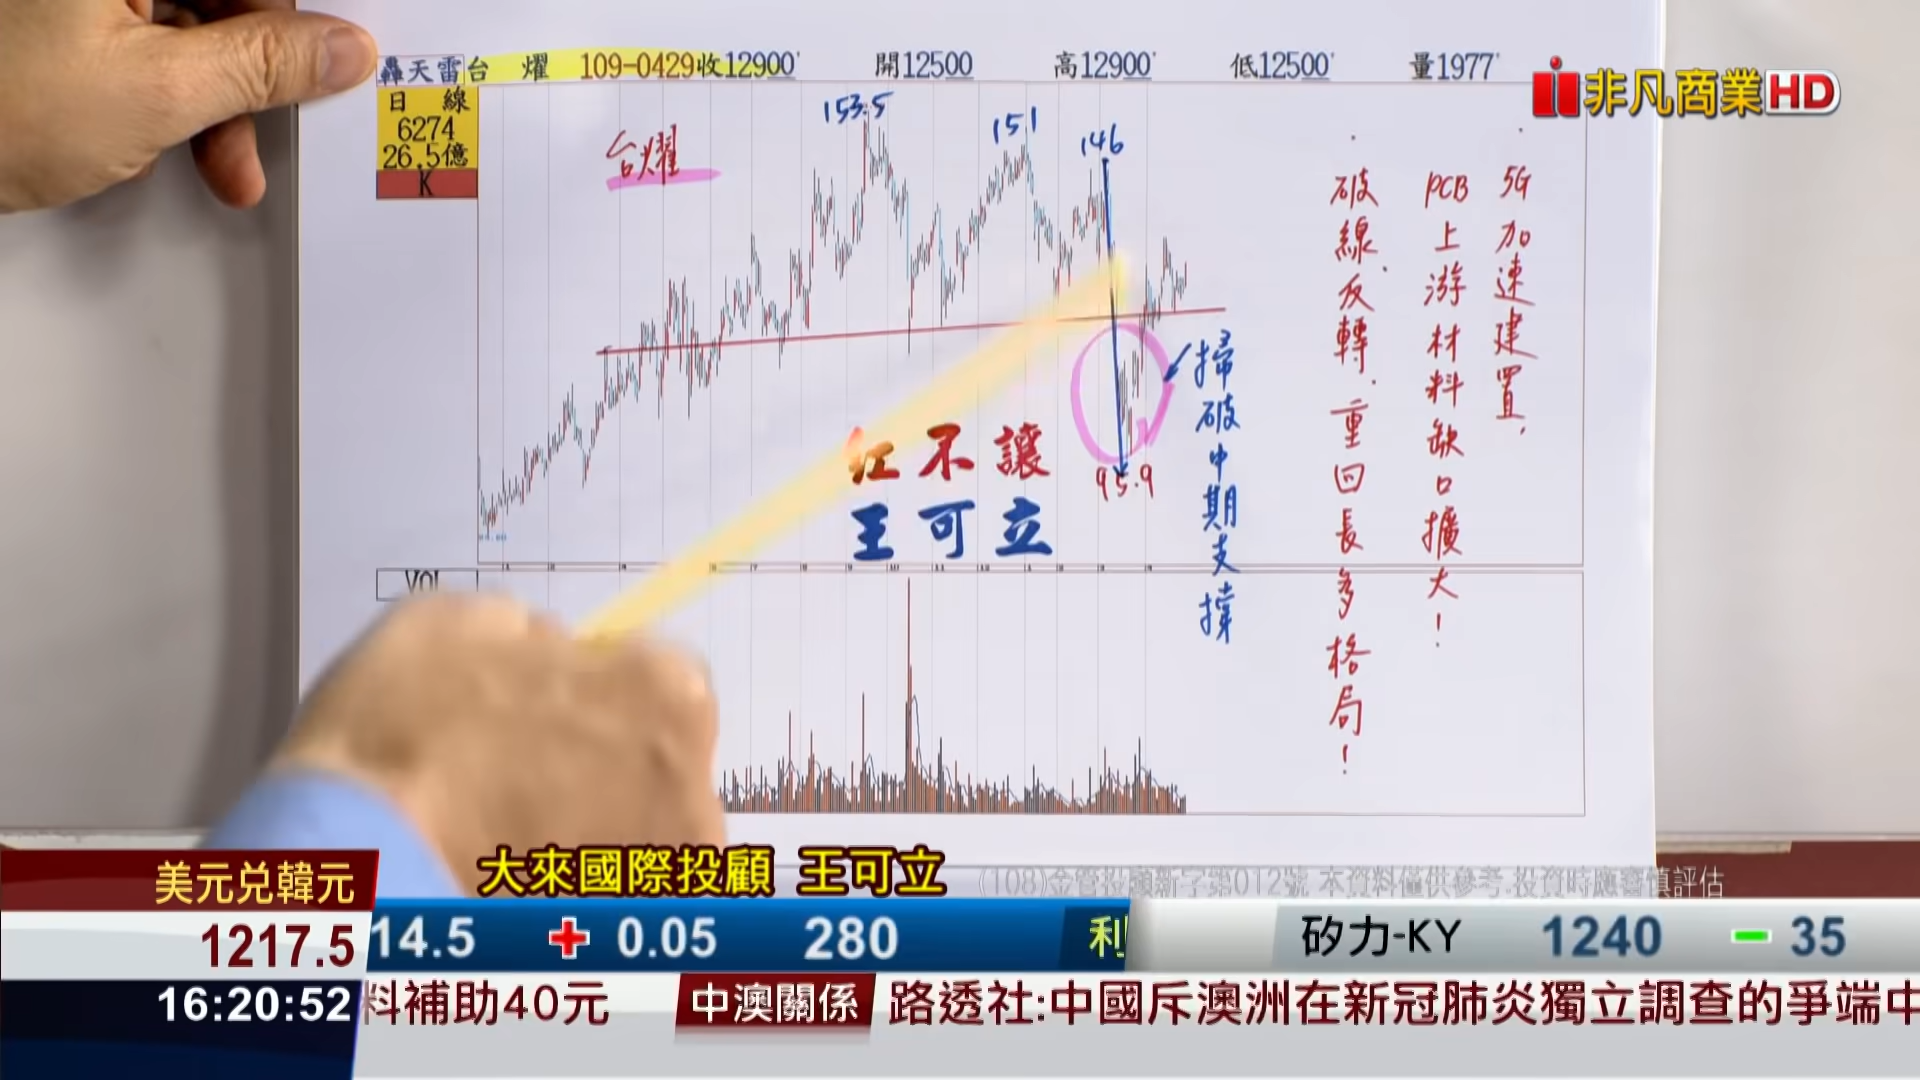 轟天雷台 燿 109-0429收12900' 開12500 高12900' 低12500' 量1977'
非凡商業HD
日 線
6274
26.5億
K
153.5
151
146
台燿
5G加速建置,
PCB上游材料缺口擴大!
破線反轉.重回長多格局!
掃破中期支撐
95.9
紅不讓
王可立
VOL
大來國際投顧 王可立
(108)金管投顧新字第012號 本資料僅供參考.投資時應審慎評估
美元兌韓元
1217.5
14.5 + 0.05 280 利
矽力-KY 1240 - 35
16:20:52
料補助40元 中澳關係 路透社:中國斥澳洲在新冠肺炎獨立調查的爭端中